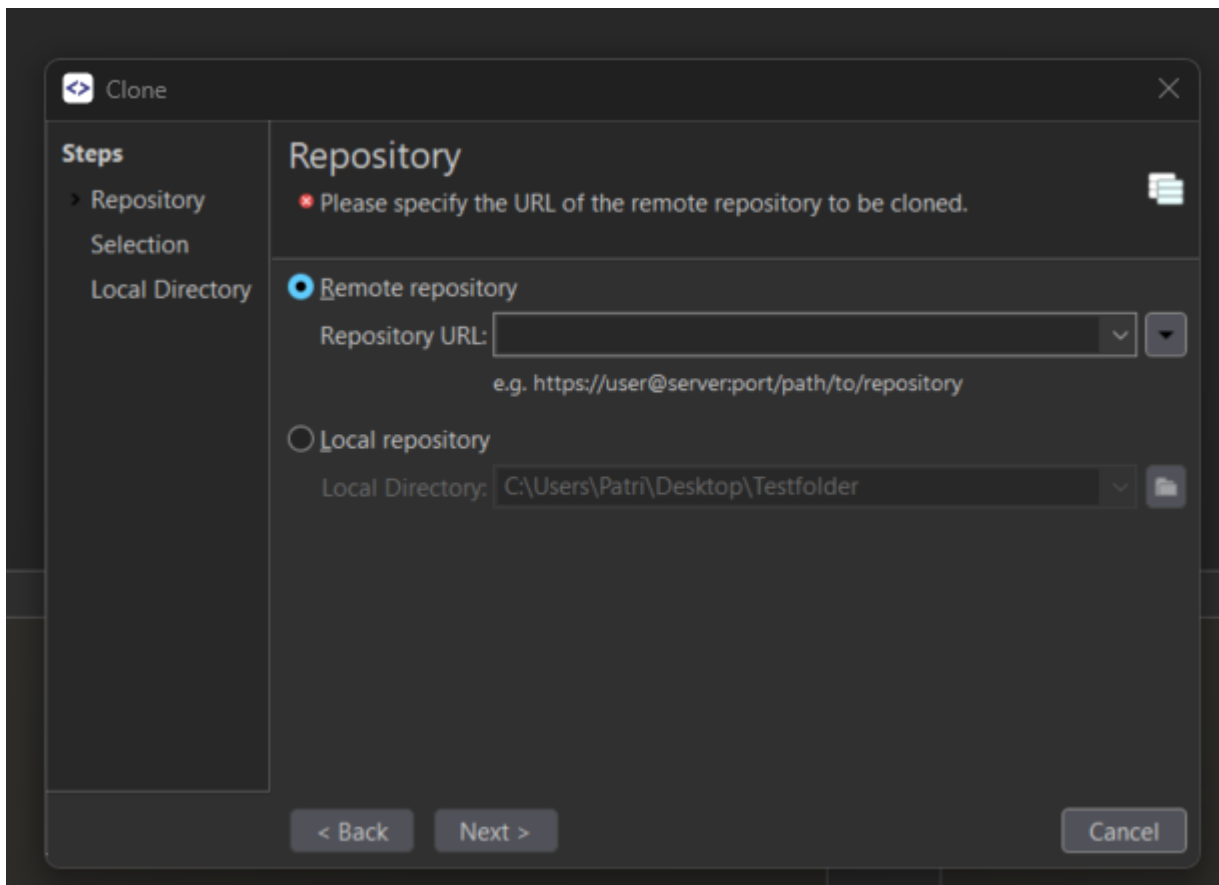 Clone
Steps
Repository
Selection
Local Directory
Repository
Please specify the URL of the remote repository to be cloned.
Remote repository
Repository URL:
e.g. https://user@server:port/path/to/repository
Local repository
Local Directory: C:\Users\Patri\Desktop\Testfolder
< Back Next > Cancel